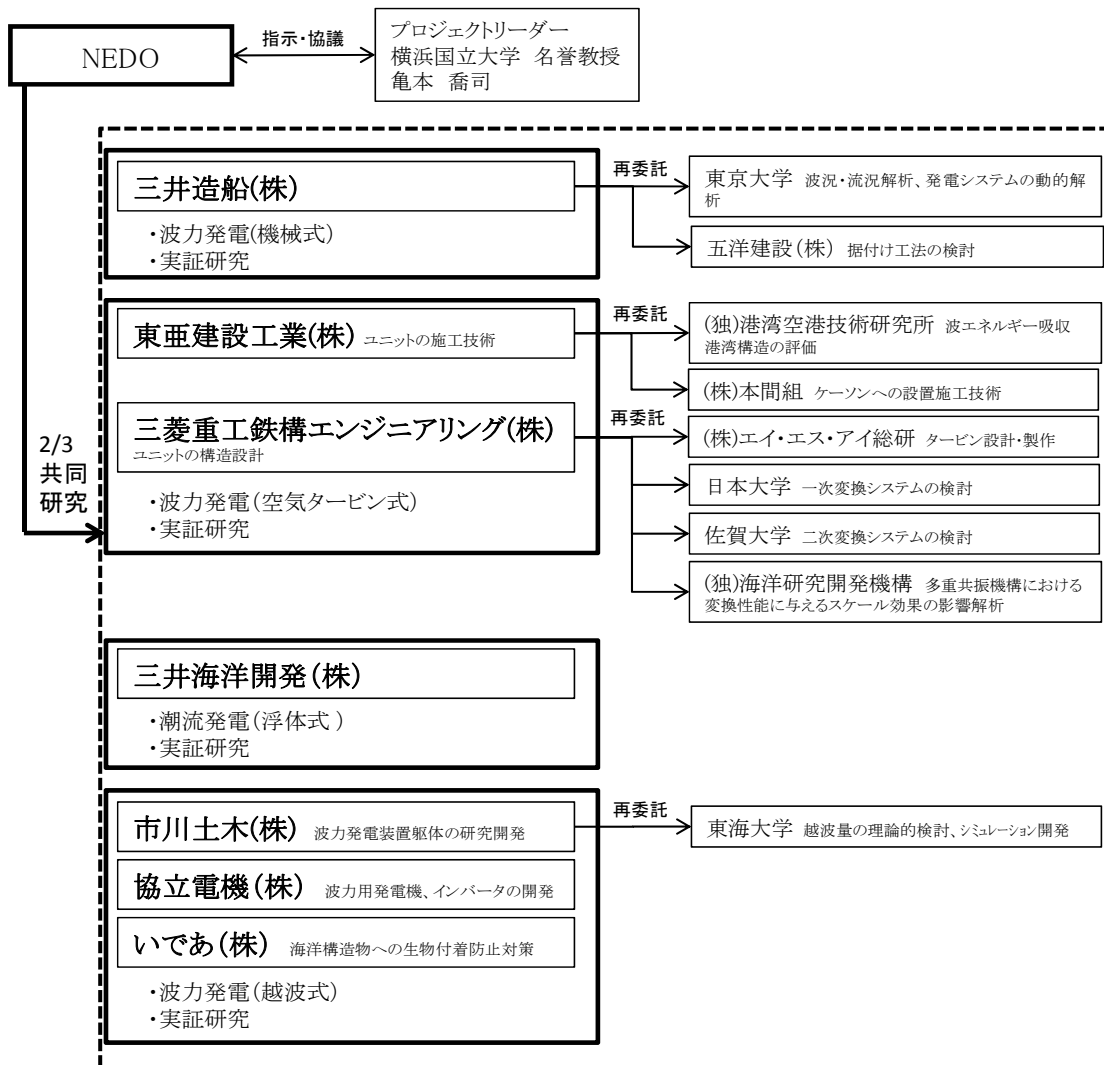 NEDO
指示・協議
プロジェクトリーダー
横浜国立大学 名誉教授
亀本 喬司
2/3
共同
研究
三井造船(株)
・波力発電(機械式)
・実証研究
再委託
東京大学 波況・流況解析、発電システムの動的解
析
五洋建設(株) 据付け工法の検討
東亜建設工業(株) ユニットの施工技術
再委託
(独)港湾空港技術研究所 波エネルギー吸収
港湾構造の評価
(株)本間組 ケーソンへの設置施工技術
三菱重工鉄構エンジニアリング(株)
ユニットの構造設計
・波力発電(空気タービン式)
・実証研究
再委託
(株)エイ・エス・アイ総研 タービン設計・製作
日本大学 一次変換システムの検討
佐賀大学 二次変換システムの検討
(独)海洋研究開発機構 多重共振機構における
変換性能に与えるスケール効果の影響解析
三井海洋開発(株)
・潮流発電(浮体式 )
・実証研究
市川土木(株) 波力発電装置躯体の研究開発
再委託
東海大学 越波量の理論的検討、シミュレーション開発
協立電機(株) 波力用発電機、インバータの開発
いであ(株) 海洋構造物への生物付着防止対策
・波力発電(越波式)
・実証研究